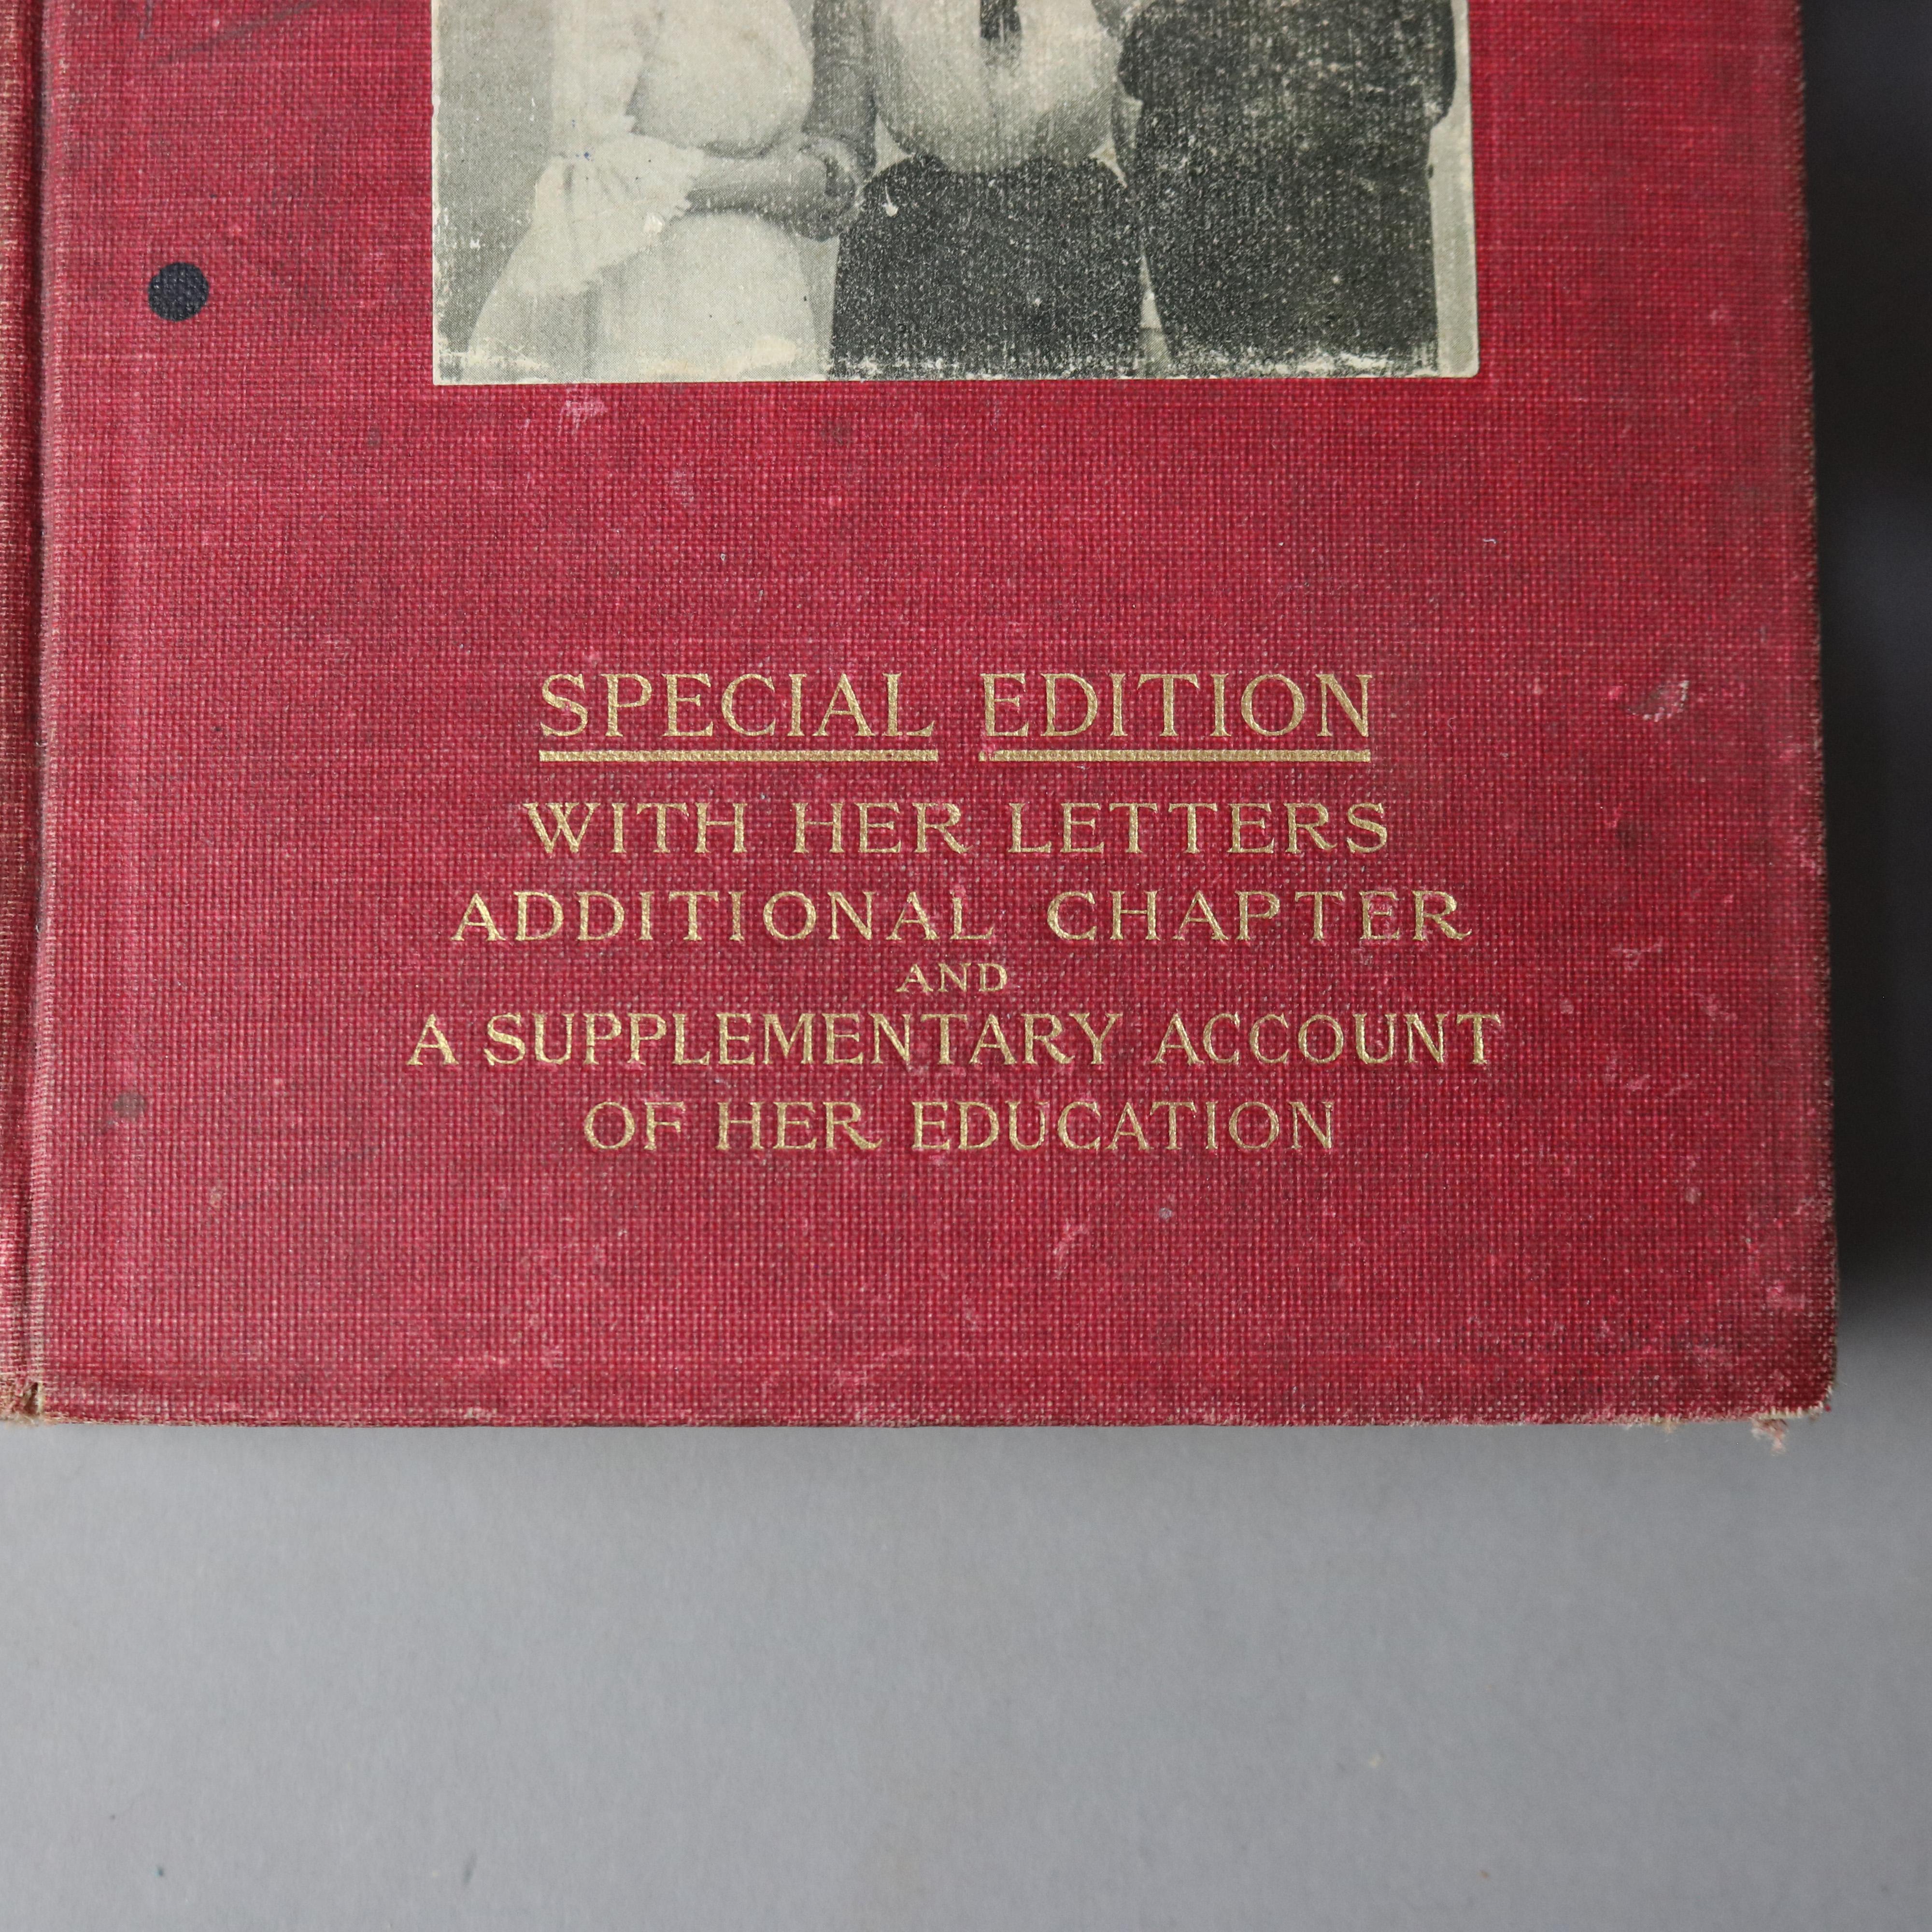 SPECIAL EDITION
WITH HER LETTERS
ADDITIONAL CHAPTER
AND
A SUPPLEMENTARY ACCOUNT
OF HER EDUCATION